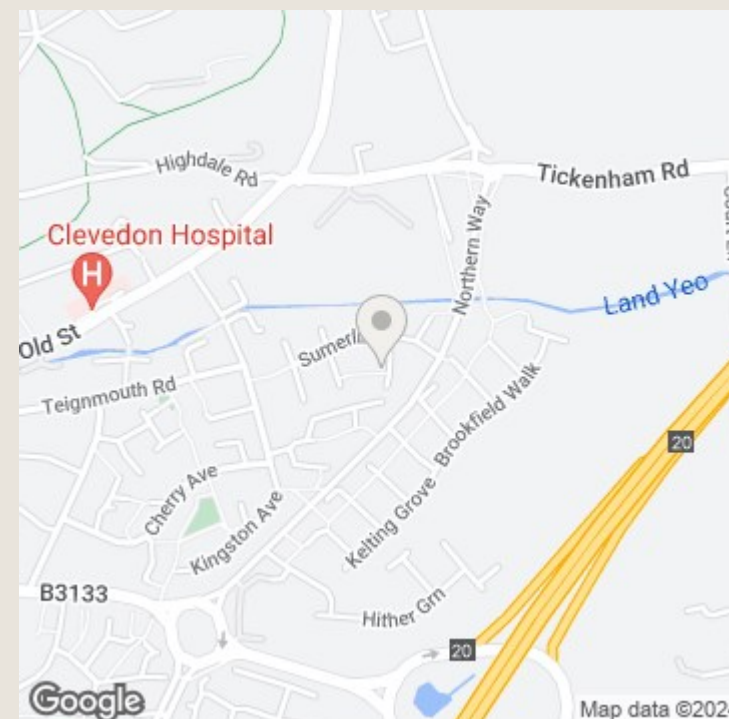 Highdale Rd
Tickenham Rd
Clevedon Hospital
H
Northern Way
Land Yeo
Old St
Teignmouth Rd
20
Brookfield Walk
Cherry Ave
Kingston Ave
Kelting Grove
B3133
Hither Grn
20
Google
Map data ©2024